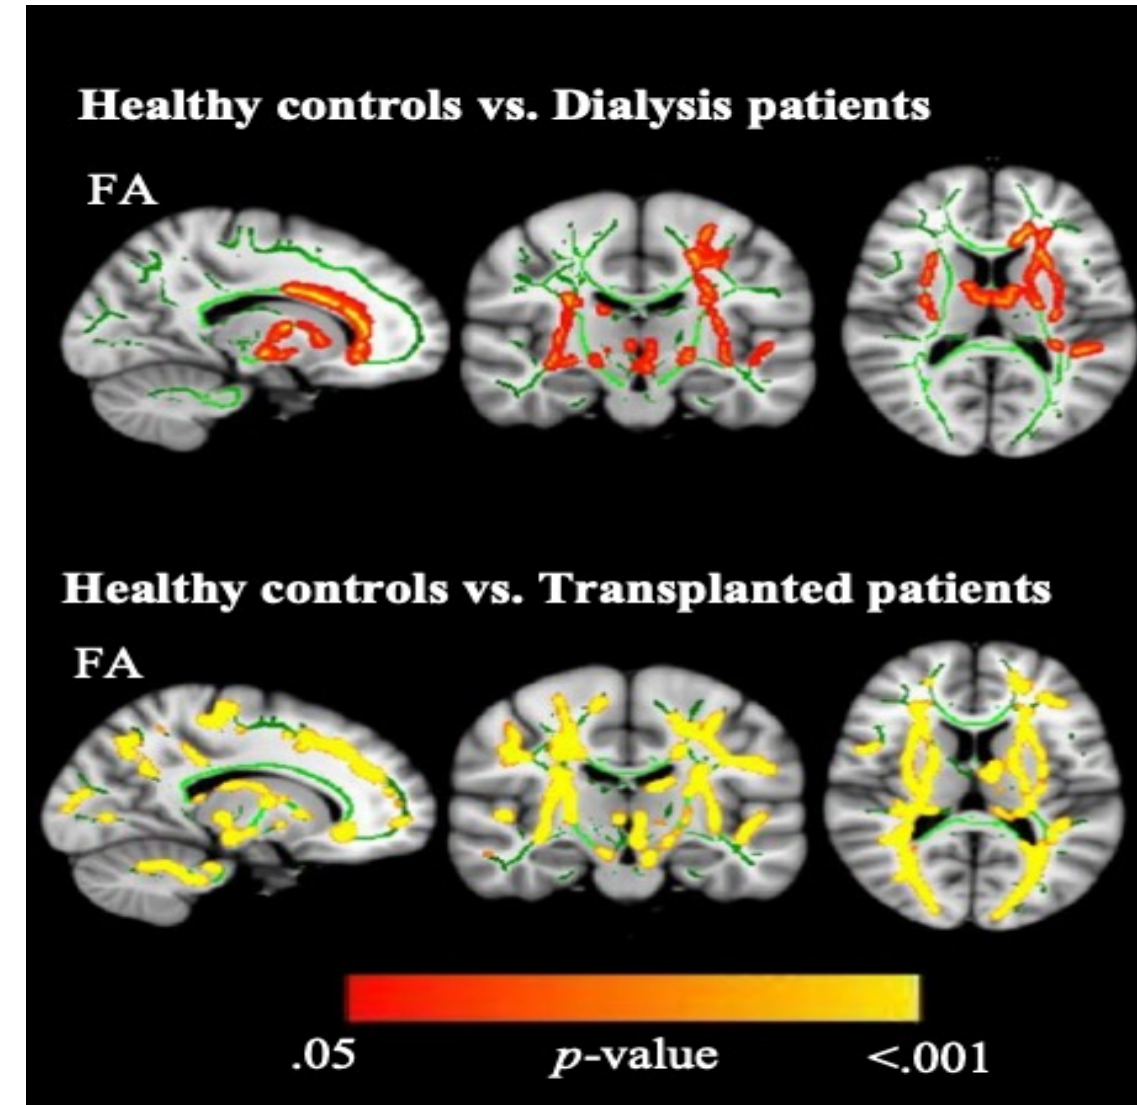 Healthy controls vs. Dialysis patients
FA
Healthy controls vs. Transplanted patients
FA
.05 p-value <.001